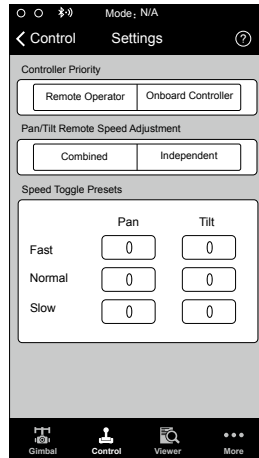 Mode: N/A
Control Settings ?
Controller Priority
Remote Operator Onboard Controller
Pan/Tilt Remote Speed Adjustment
Combined Independent
Speed Toggle Presets
Pan Tilt
Fast 0 0
Normal 0 0
Slow 0 0
Gimbal Control Viewer More